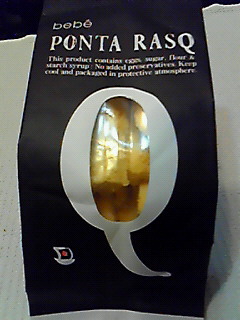 bebē
PONTA RASQ
This product contains eggs, sugar, flour &
starch syrup : No added preservatives. Keep
cool and packaged in protective atmosphere.
Q